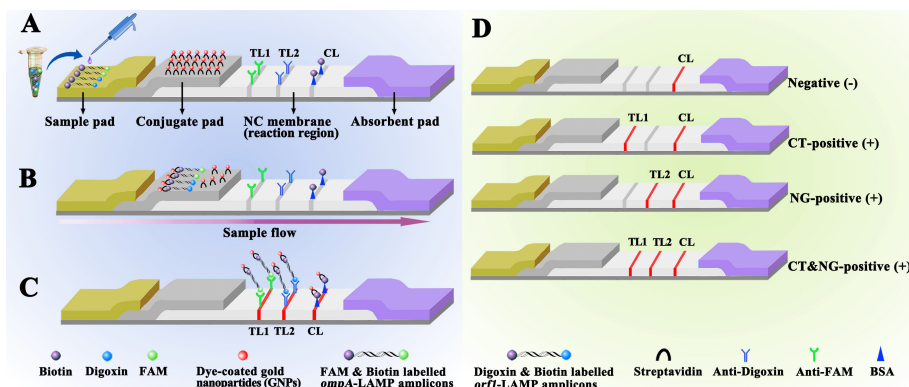 A
TL1 TL2 CL
Sample pad
Conjugate pad
NC membrane
(reaction region)
Absorbent pad
B
Sample flow
C
TL1 TL2 CL
D
CL
Negative (-)
TL1 CL
CT-positive (+)
TL2 CL
NG-positive (+)
TL1 TL2 CL
CT&NG-positive (+)
Biotin
Digoxin
FAM
Dye-coated gold
nanopartides (GNPs)
FAM & Biotin labelled
ompA-LAMP amplicons
Digoxin & Biotin labelled
orf1-LAMP amplicons
Streptavidin
Anti-Digoxin
Anti-FAM
BSA